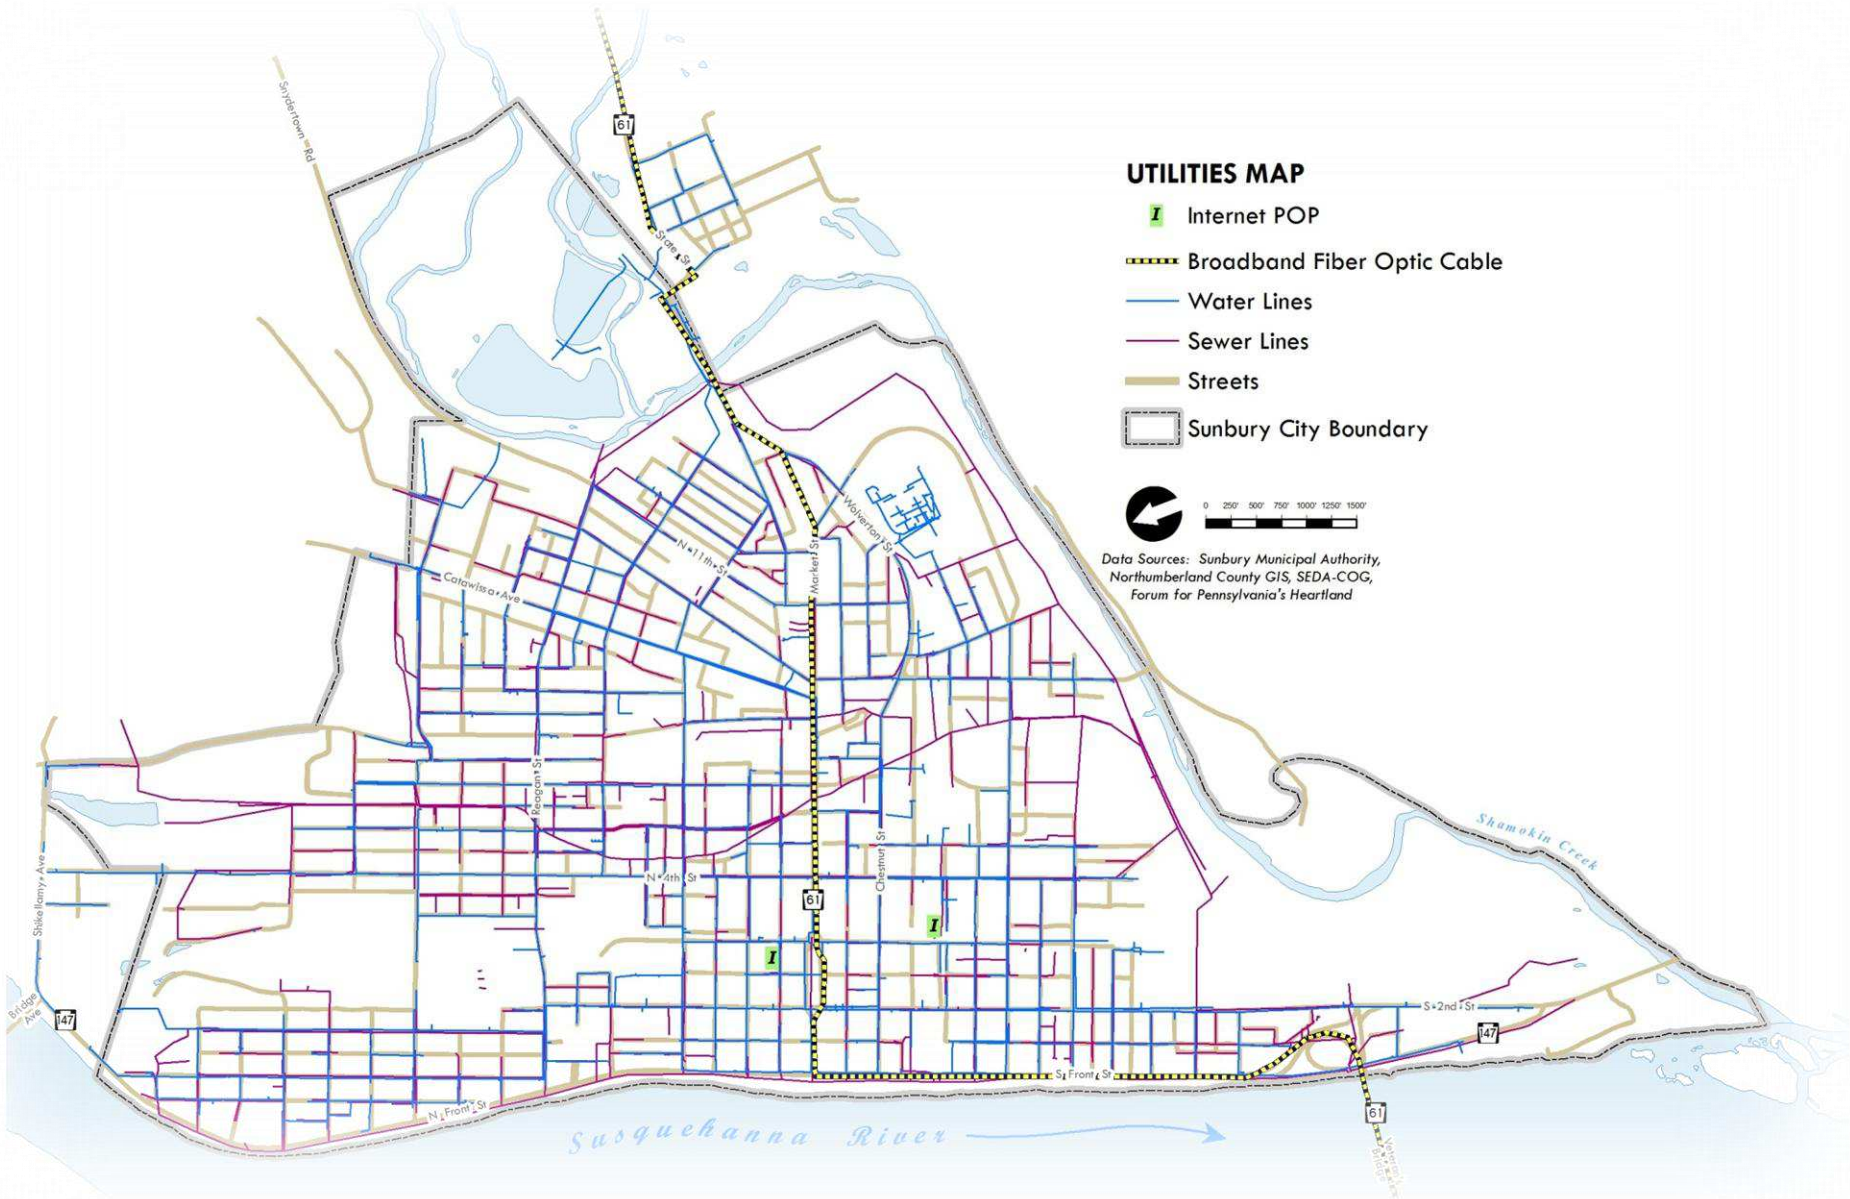 UTILITIES MAP
I Internet POP
Broadband Fiber Optic Cable
Water Lines
Sewer Lines
Streets
Sunbury City Boundary
0 250' 500' 750' 1000' 1250' 1500'
Data Sources: Sunbury Municipal Authority,
Northumberland County GIS, SEDA-COG,
Forum for Pennsylvania's Heartland
Snydertown Rd
61
State St
Wolverton St
N 11th St
Market St
Catawissa Ave
Reagan St
Shamokin Creek
Chestnut St
Shikellamy Ave
N 4th St
61
I
I
Bridge
Ave
147
S 2nd St
147
S Front St
N Front St
61
Susquehanna River
Veterans
Bridge